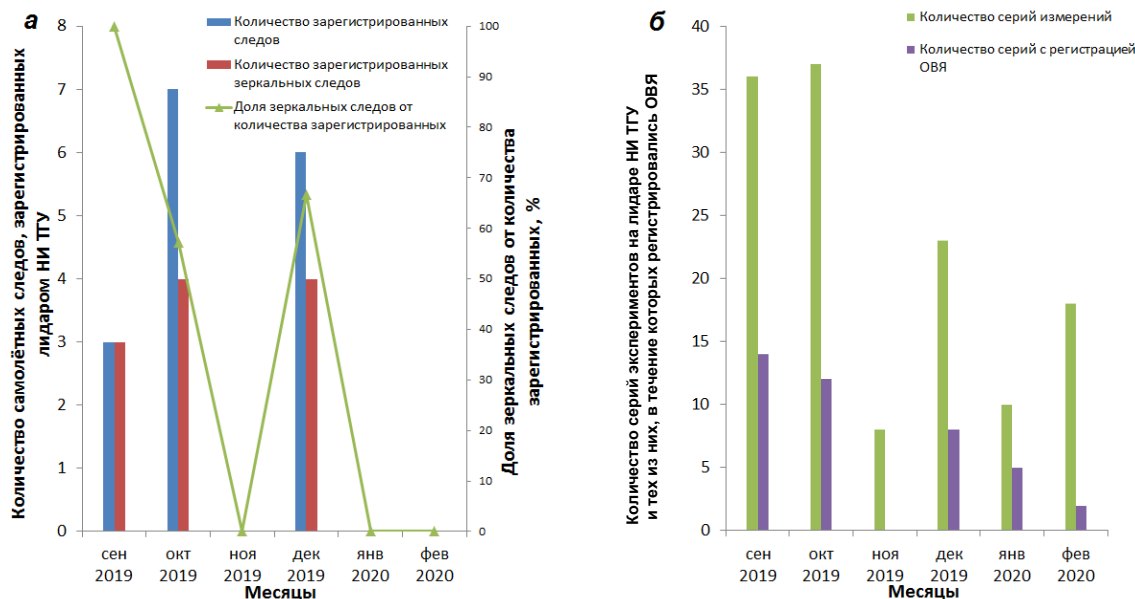 а
Количество самолётных следов, зарегистрированных
лидаром НИ ТГУ
8
7
6
5
4
3
2
1
0
Количество зарегистрированных
следов
Количество зарегистрированных
зеркальных следов
Доля зеркальных следов от
количества зарегистрированных
100
90
80
70
60
50
40
30
20
10
0
Доля зеркальных следов от количества
зарегистрированных, %
сен
2019
окт
2019
ноя
2019
дек
2019
янв
2020
фев
2020
Месяцы
б
Количество серий экспериментов на лидаре НИ ТГУ
и тех из них, в течение которых регистрировались ОВЯ
40
35
30
25
20
15
10
5
0
Количество серий измерений
Количество серий с регистрацией
ОВЯ
сен
2019
окт
2019
ноя
2019
дек
2019
янв
2020
фев
2020
Месяцы